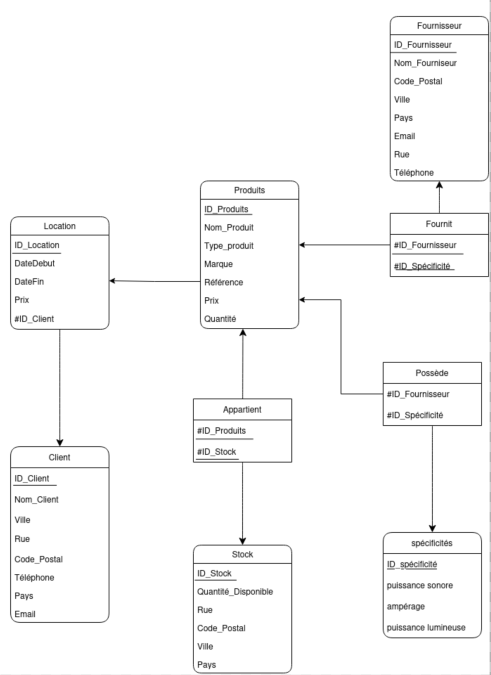 Fournisseur
ID_Fournisseur
Nom_Fourniseur
Code_Postal
Ville
Pays
Email
Rue
Téléphone
Produits
ID_Produits
Nom_Produit
Type_produit
Marque
Référence
Prix
Quantité
Fournit
#ID_Fournisseur
#ID_Spécificité
Location
ID_Location
DateDebut
DateFin
Prix
#ID_Client
Possède
#ID_Fournisseur
#ID_Spécificité
Appartient
#ID_Produits
#ID_Stock
Client
ID_Client
Nom_Client
Ville
Rue
Code_Postal
Téléphone
Pays
Email
Stock
ID_Stock
Quantité_Disponible
Rue
Code_Postal
Ville
Pays
spécificités
ID_spécificité
puissance sonore
ampérage
puissance lumineuse